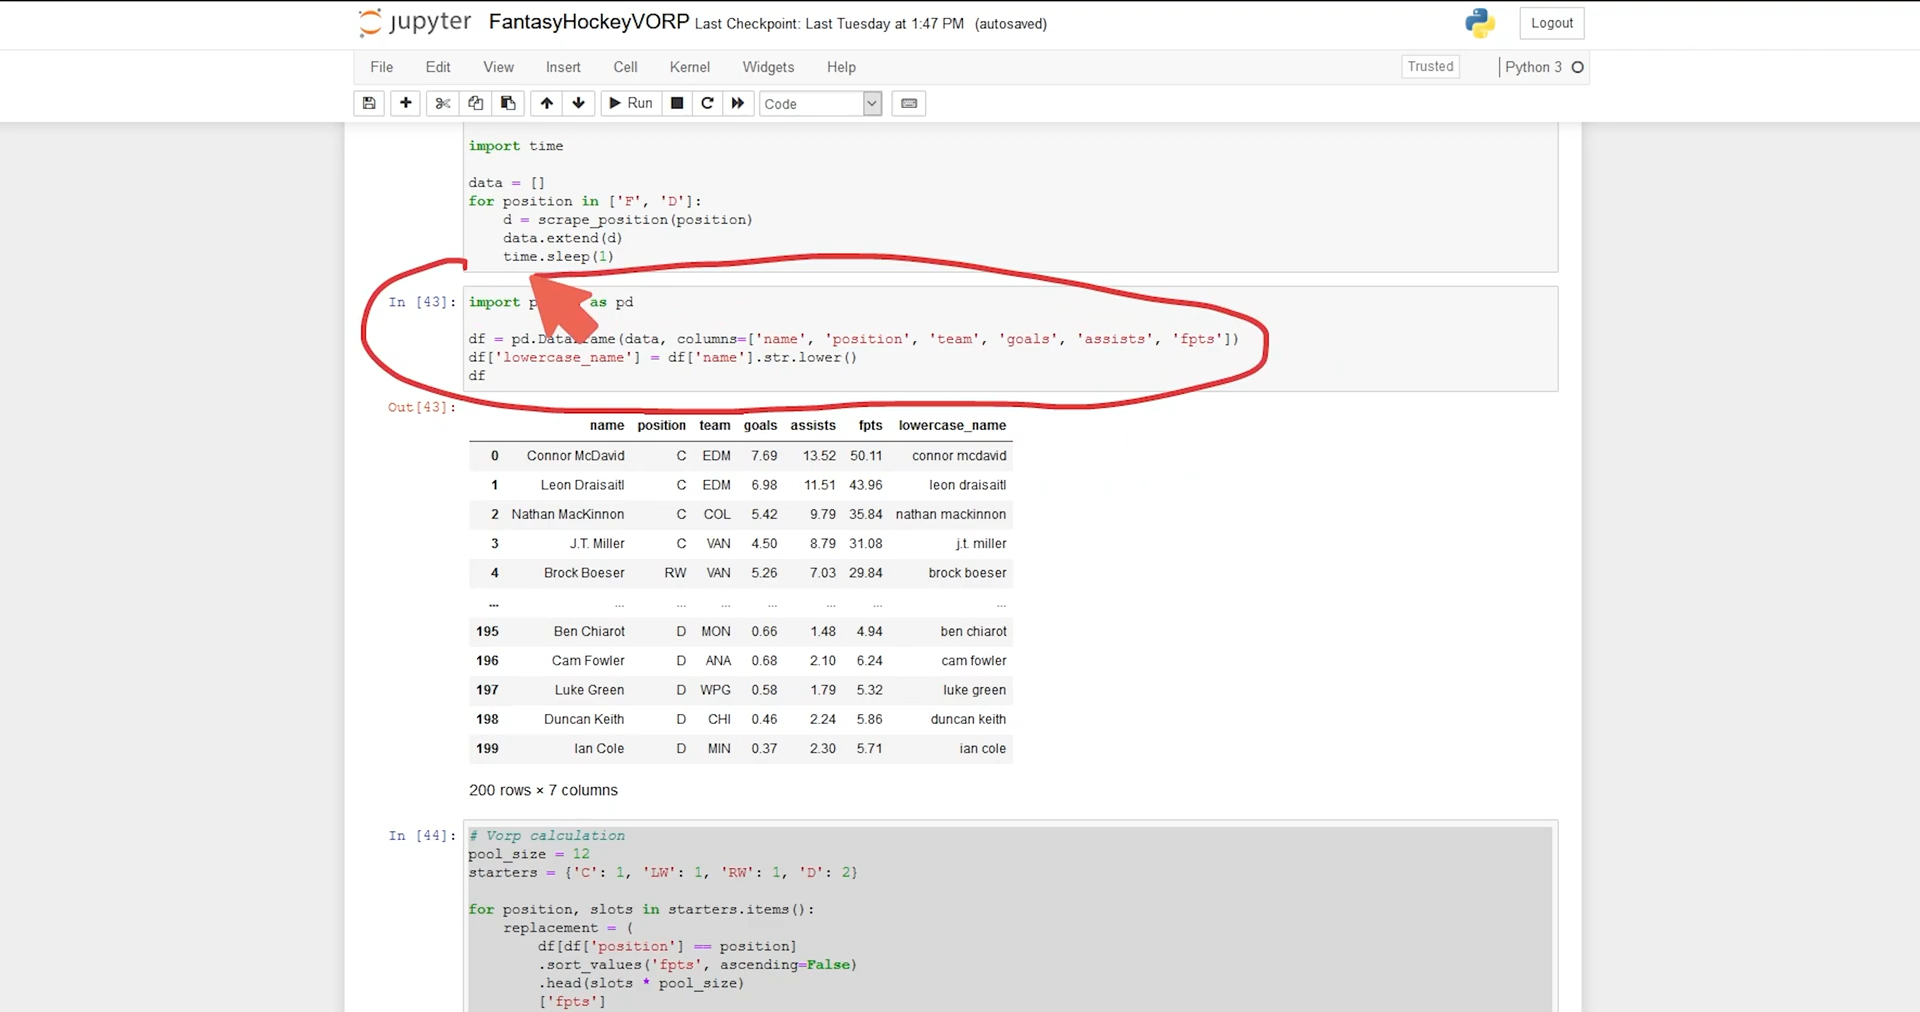 jupyter FantasyHockeyVORP Last Checkpoint: Last Tuesday at 1:47 PM (autosaved) Logout
File Edit View Insert Cell Kernel Widgets Help Trusted Python 3
Run Code
import time
data = []
for position in ['F', 'D']:
    d = scrape_position(position)
    data.extend(d)
    time.sleep(1)
In [43]: import as pd
df = pd.DataFrame(data, columns=['name', 'position', 'team', 'goals', 'assists', 'fpts'])
df['lowercase_name'] = df['name'].str.lower()
df
Out[43]:
name position team goals assists fpts lowercase_name
0 Connor McDavid C EDM 7.69 13.52 50.11 connor mcdavid
1 Leon Draisaitl C EDM 6.98 11.51 43.96 leon draisaitl
2 Nathan MacKinnon C COL 5.42 9.79 35.84 nathan mackinnon
3 J.T. Miller C VAN 4.50 8.79 31.08 j.t. miller
4 Brock Boeser RW VAN 5.26 7.03 29.84 brock boeser
... ... ... ... ... ... ... ...
195 Ben Chiarot D MON 0.66 1.48 4.94 ben chiarot
196 Cam Fowler D ANA 0.68 2.10 6.24 cam fowler
197 Luke Green D WPG 0.58 1.79 5.32 luke green
198 Duncan Keith D CHI 0.46 2.24 5.86 duncan keith
199 Ian Cole D MIN 0.37 2.30 5.71 ian cole
200 rows × 7 columns
In [44]: # Vorp calculation
pool_size = 12
starters = {'C': 1, 'LW': 1, 'RW': 1, 'D': 2}
for position, slots in starters.items():
    replacement = (
        df[df['position'] == position]
        .sort_values('fpts', ascending=False)
        .head(slots * pool_size)
        ['fpts']